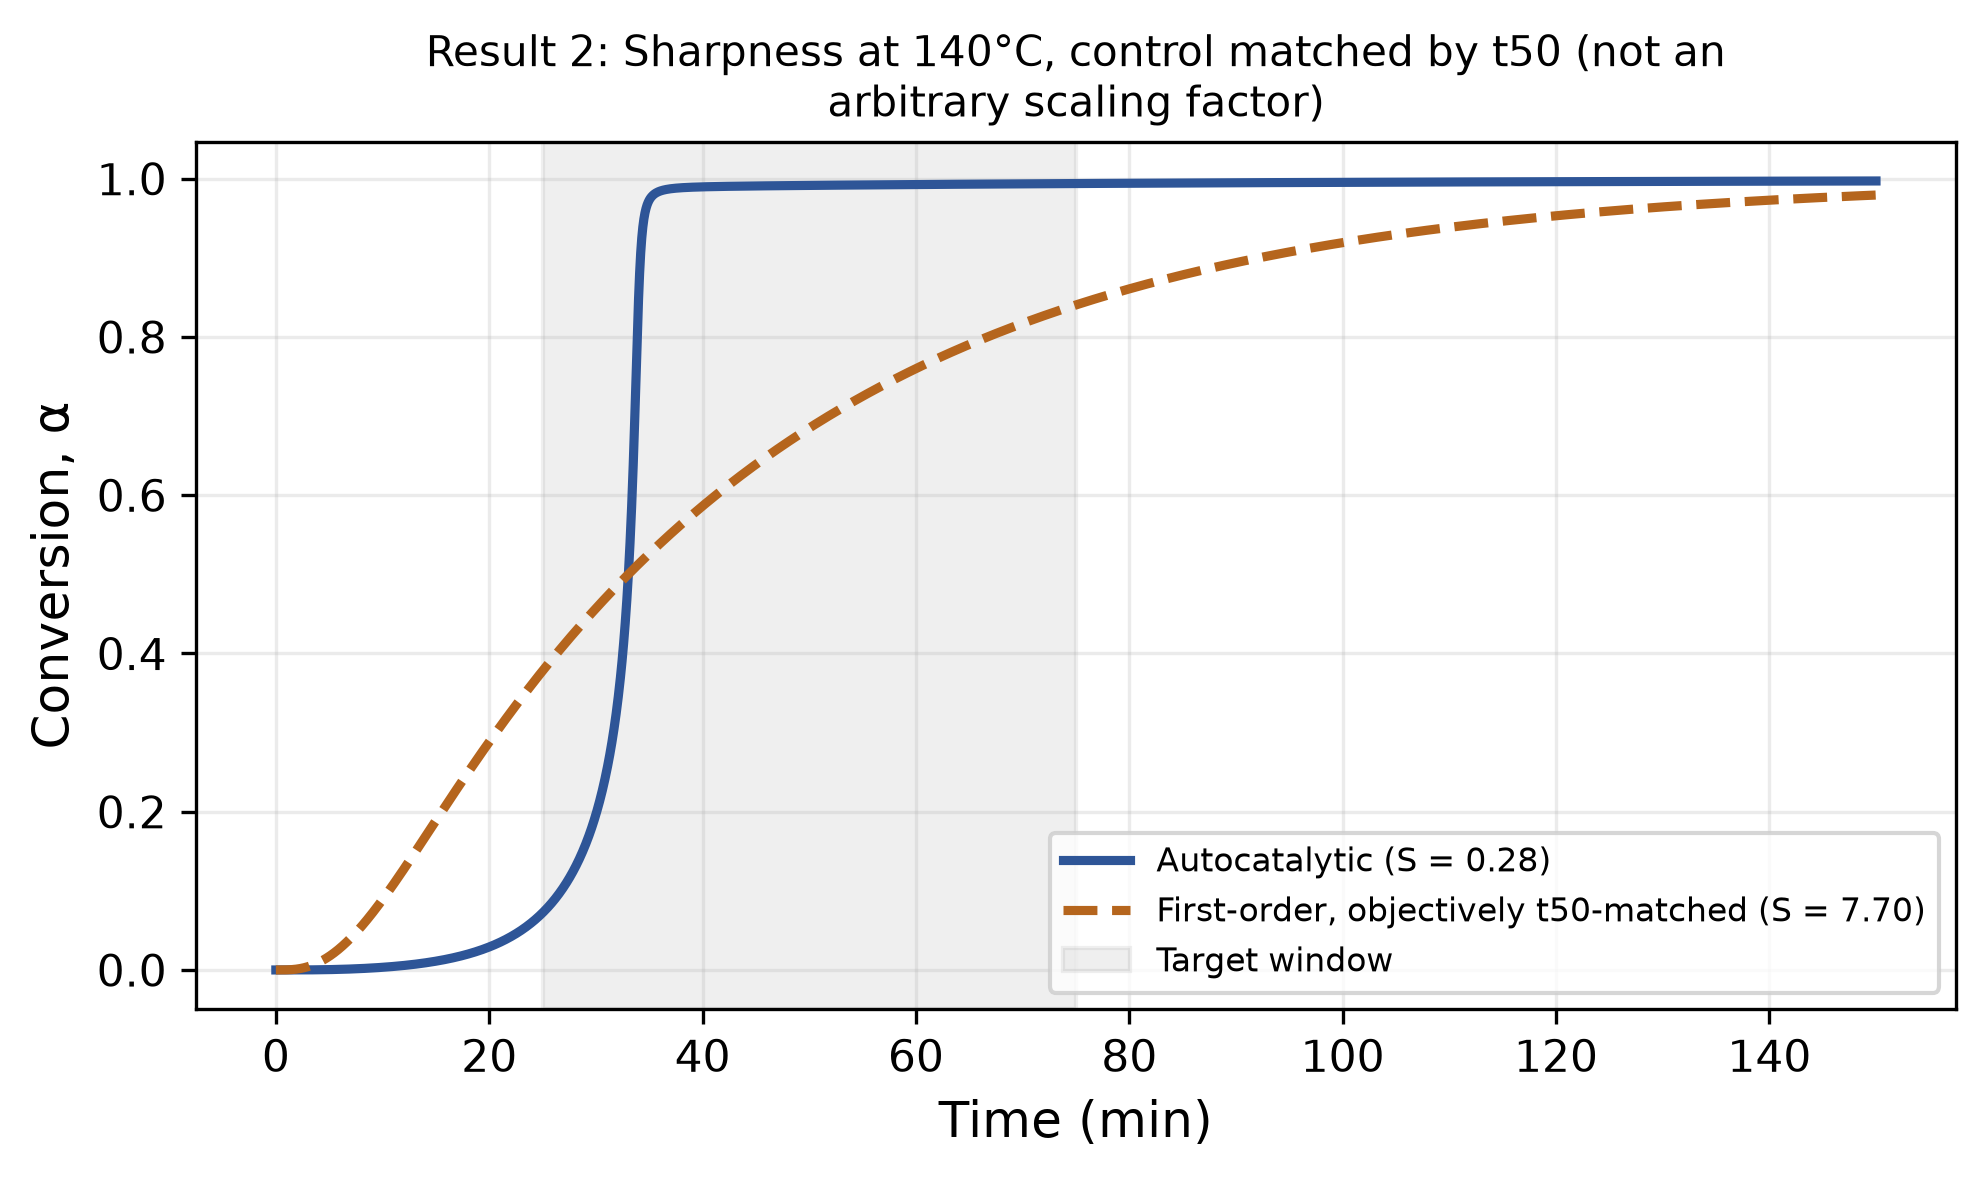 Result 2: Sharpness at 140°C, control matched by t50 (not an
arbitrary scaling factor)
Conversion, α
1.0
0.8
0.6
0.4
0.2
0.0
Autocatalytic (S = 0.28)
First-order, objectively t50-matched (S = 7.70)
Target window
0 20 40 60 80 100 120 140
Time (min)